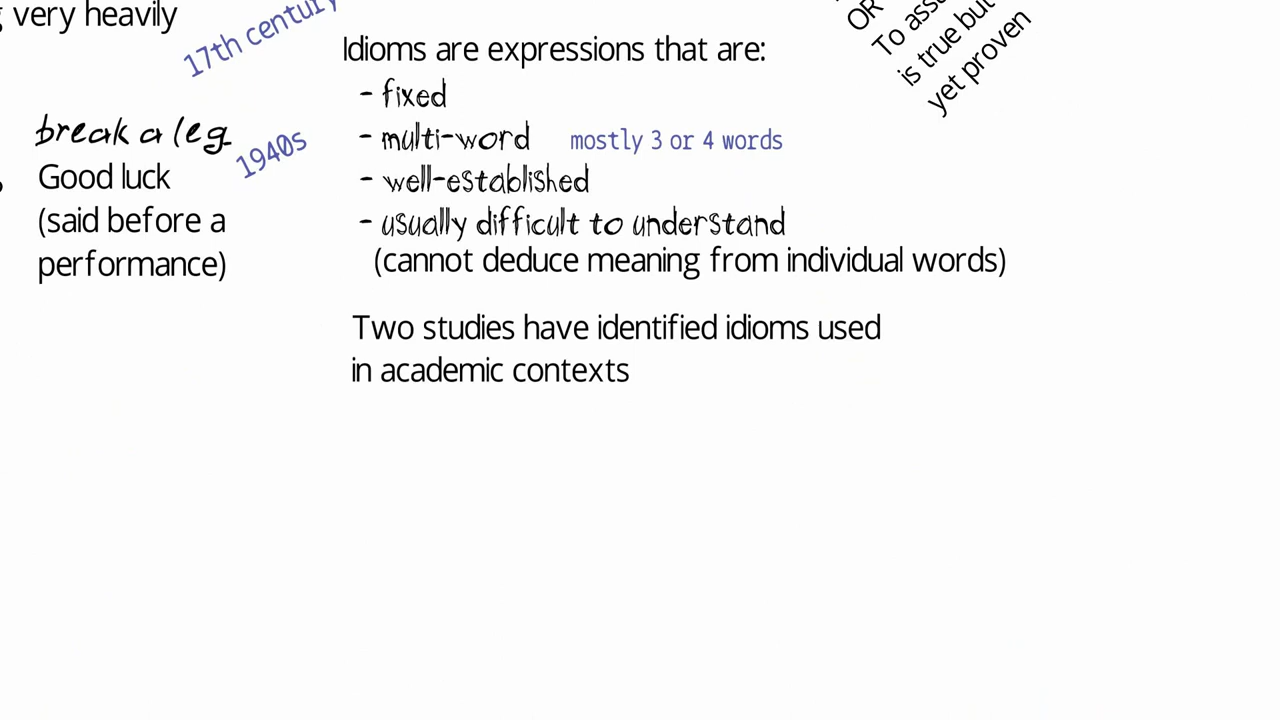 very heavily
17th century
break a leg
1940s
Good luck
(said before a
performance)
Idioms are expressions that are:
- fixed
- multi-word mostly 3 or 4 words
- well-established
- usually difficult to understand
(cannot deduce meaning from individual words)
Two studies have identified idioms used
in academic contexts
OR
To
is true but
yet proven